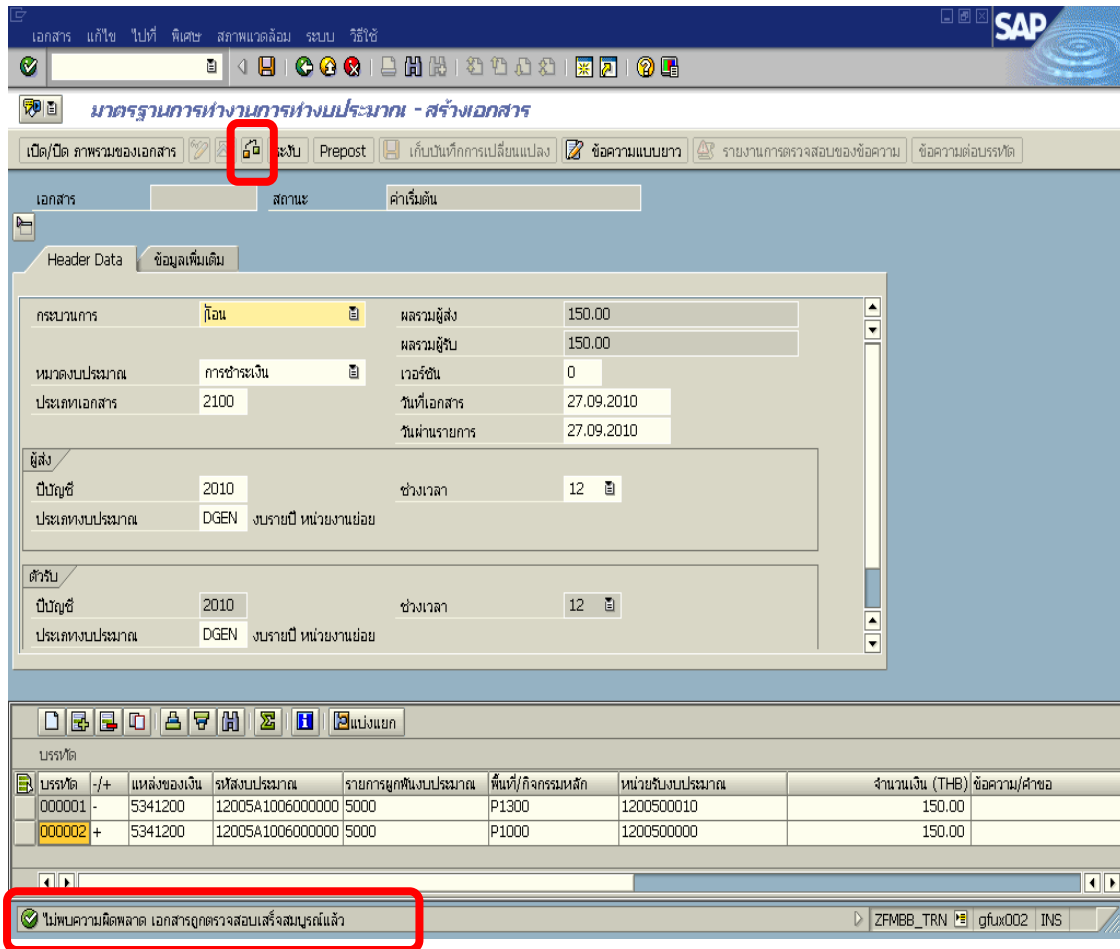 เอกสาร แก้ไข ไปที่ พิเศษ สภาพแวดล้อม ระบบ วิธีใช้
SAP
มาตรฐานการทำงานการทำงบประมาณ - สร้างเอกสาร
เปิด/ปิด ภาพรวมของเอกสาร ระงับ Prepost เก็บบันทึกการเปลี่ยนแปลง ข้อความแบบยาว รายงานการตรวจสอบของข้อความ ข้อความต่อบรรทัด
เอกสาร สถานะ ค่าเริ่มต้น
Header Data ข้อมูลเพิ่มเติม
กระบวนการ โอน ผลรวมผู้ส่ง 150.00
ผลรวมผู้รับ 150.00
หมวดงบประมาณ การชำระเงิน เวอร์ชัน 0
ประเภทเอกสาร 2100 วันที่เอกสาร 27.09.2010
วันผ่านรายการ 27.09.2010
ผู้ส่ง
ปีบัญชี 2010 ช่วงเวลา 12
ประเภทงบประมาณ DGEN งบรายปี หน่วยงานย่อย
ตัวรับ
ปีบัญชี 2010 ช่วงเวลา 12
ประเภทงบประมาณ DGEN งบรายปี หน่วยงานย่อย
แบ่งแยก
บรรทัด
บรรทัด -/+ แหล่งของเงิน รหัสงบประมาณ รายการผูกพันงบประมาณ พื้นที่/กิจกรรมหลัก หน่วยรับงบประมาณ จำนวนเงิน (THB) ข้อความ/คำขอ
000001 - 5341200 12005A1006000000 5000 P1300 1200500010 150.00
000002 + 5341200 12005A1006000000 5000 P1000 1200500000 150.00
ไม่พบความผิดพลาด เอกสารถูกตรวจสอบเสร็จสมบูรณ์แล้ว ZFMBB_TRN gfux002 INS